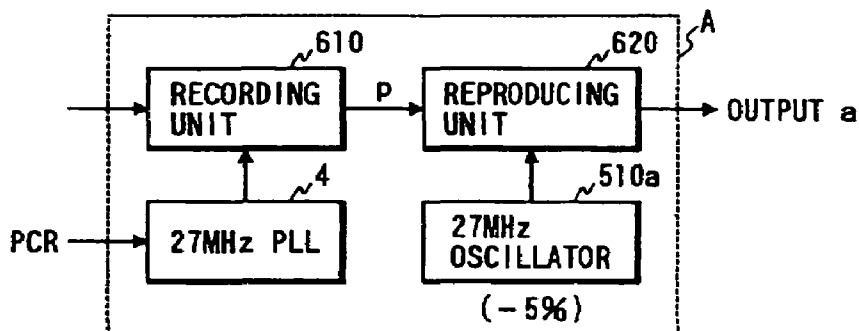 610
620
A
RECORDING
UNIT
P
REPRODUCING
UNIT
OUTPUT a
4
510a
PCR
27MHz PLL
27MHz
OSCILLATOR
(-5%)